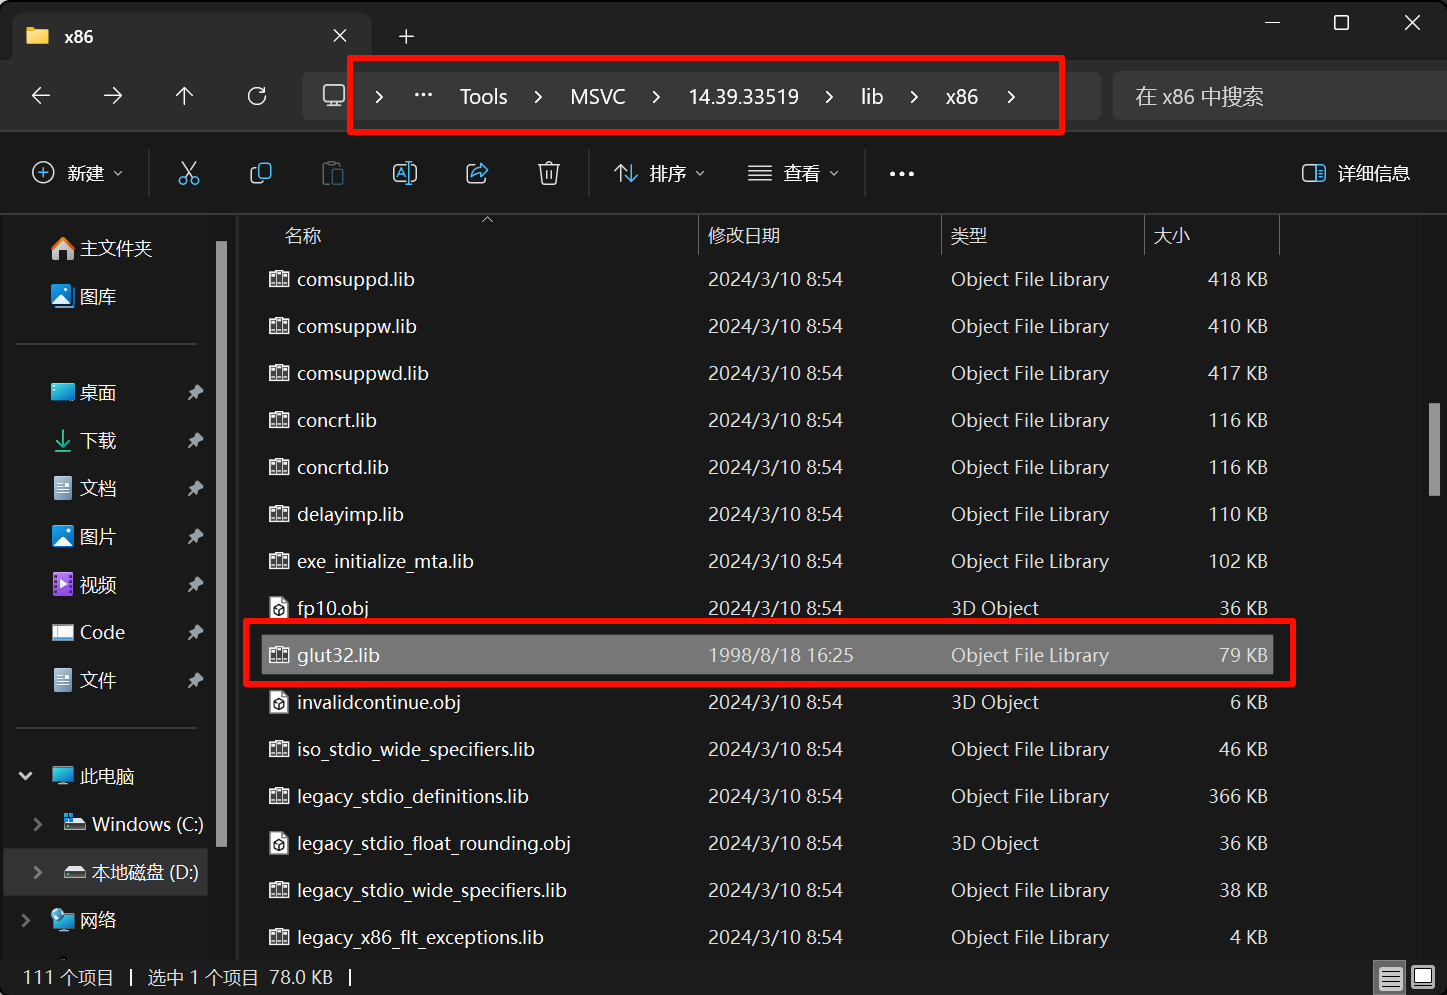 x86
Tools MSVC 14.39.33519 lib x86
在 x86 中搜索
新建 排序 查看 详细信息
名称 修改日期 类型 大小
主文件夹
图库
桌面
下载
文档
图片
视频
Code
文件
此电脑
Windows (C:)
本地磁盘 (D:)
网络
comsuppd.lib 2024/3/10 8:54 Object File Library 418 KB
comsuppw.lib 2024/3/10 8:54 Object File Library 410 KB
comsuppwd.lib 2024/3/10 8:54 Object File Library 417 KB
concrt.lib 2024/3/10 8:54 Object File Library 116 KB
concrtd.lib 2024/3/10 8:54 Object File Library 116 KB
delayimp.lib 2024/3/10 8:54 Object File Library 110 KB
exe_initialize_mta.lib 2024/3/10 8:54 Object File Library 102 KB
fp10.obj 2024/3/10 8:54 3D Object 36 KB
glut32.lib 1998/8/18 16:25 Object File Library 79 KB
invalidcontinue.obj 2024/3/10 8:54 3D Object 6 KB
iso_stdio_wide_specifiers.lib 2024/3/10 8:54 Object File Library 46 KB
legacy_stdio_definitions.lib 2024/3/10 8:54 Object File Library 366 KB
legacy_stdio_float_rounding.obj 2024/3/10 8:54 3D Object 36 KB
legacy_stdio_wide_specifiers.lib 2024/3/10 8:54 Object File Library 38 KB
legacy_x86_flt_exceptions.lib 2024/3/10 8:54 Object File Library 4 KB
111 个项目 | 选中 1 个项目 78.0 KB |